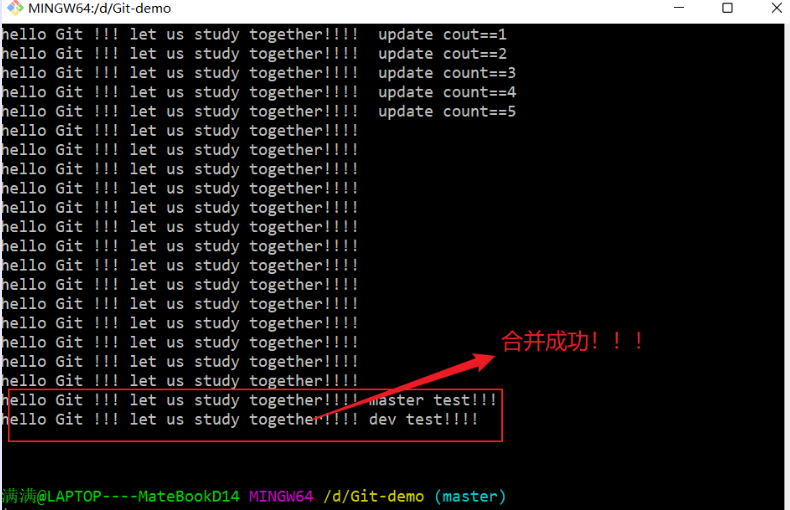 MINGW64:/d/Git-demo
hello Git !!! let us study together!!!!  update cout==1
hello Git !!! let us study together!!!!  update count==2
hello Git !!! let us study together!!!!  update count==3
hello Git !!! let us study together!!!!  update count==4
hello Git !!! let us study together!!!!  update count==5
hello Git !!! let us study together!!!!
hello Git !!! let us study together!!!!
hello Git !!! let us study together!!!!
hello Git !!! let us study together!!!!
hello Git !!! let us study together!!!!
hello Git !!! let us study together!!!!
hello Git !!! let us study together!!!!
hello Git !!! let us study together!!!!
hello Git !!! let us study together!!!!
hello Git !!! let us study together!!!!
hello Git !!! let us study together!!!!
hello Git !!! let us study together!!!!
合并成功！！！
hello Git !!! let us study together!!!!
hello Git !!! let us study together!!!!
hello Git !!! let us study together!!!! master test!!!
hello Git !!! let us study together!!!! dev test!!!!
满满@LAPTOP----MateBookD14 MINGW64 /d/Git-demo (master)